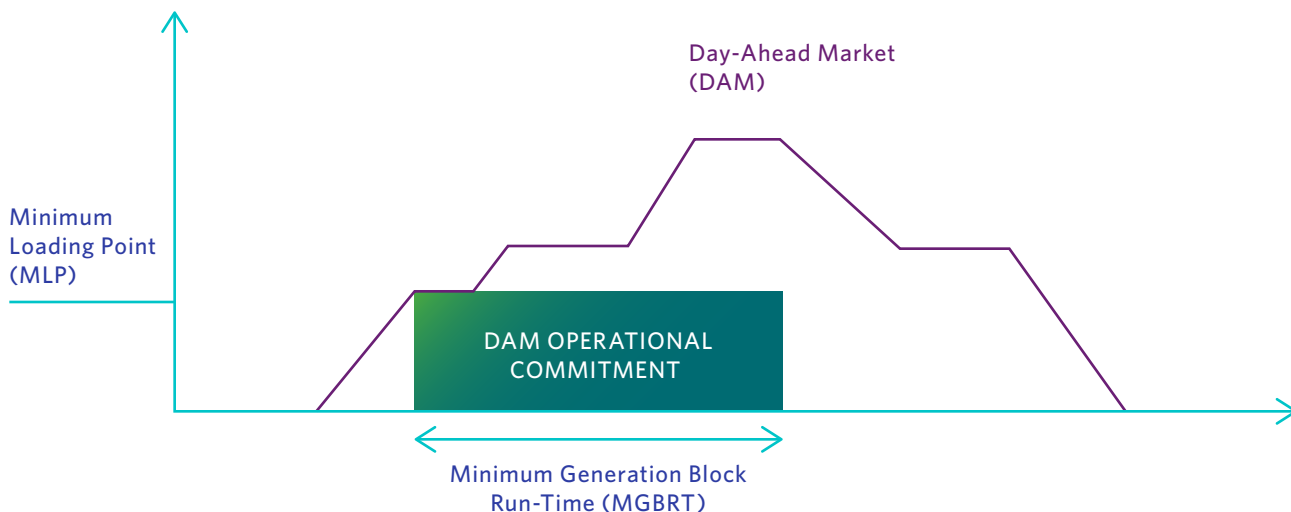 Day-Ahead Market
(DAM)
Minimum
Loading Point
(MLP)
DAM OPERATIONAL
COMMITMENT
Minimum Generation Block
Run-Time (MGBRT)